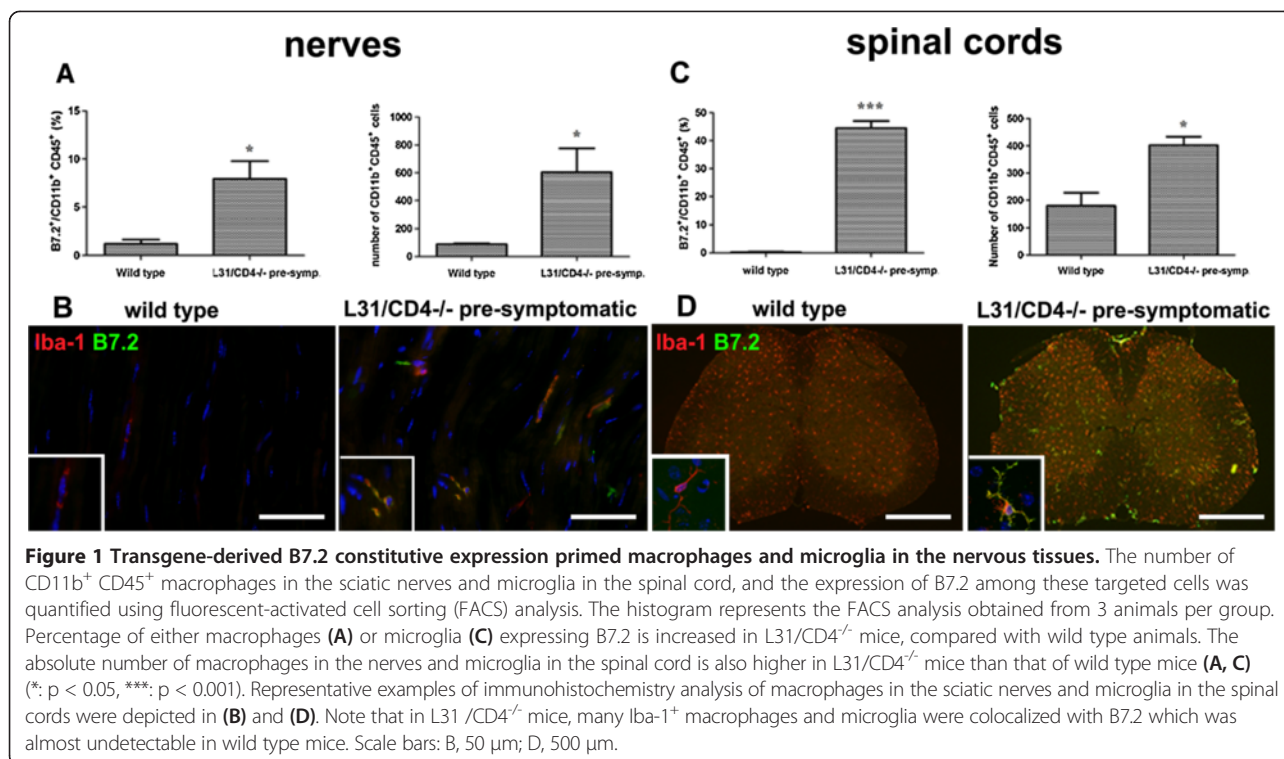 nerves
spinal cords
A
C
B7.2⁺/CD11b⁺ CD45⁺ (%)
15
10
5
0
Wild type
L31/CD4-/- pre-symp.
*
number of CD11b⁺CD45⁺ cells
1000
800
600
400
200
0
Wild type
L31/CD4-/- pre-symp.
*
B7.2⁺/CD11b⁺ CD45⁺ (%)
50
40
30
20
10
0
wild type
L31/CD4-/- pre-symp.
***
Number of CD11b⁺CD45⁺ cells
500
400
300
200
100
0
Wild type
L31/CD4-/- pre-symp.
*
B
wild type
L31/CD4-/- pre-symptomatic
D
wild type
L31/CD4-/- pre-symptomatic
Iba-1 B7.2
Iba-1 B7.2
Figure 1 Transgene-derived B7.2 constitutive expression primed macrophages and microglia in the nervous tissues. The number of
CD11b⁺ CD45⁺ macrophages in the sciatic nerves and microglia in the spinal cord, and the expression of B7.2 among these targeted cells was
quantified using fluorescent-activated cell sorting (FACS) analysis. The histogram represents the FACS analysis obtained from 3 animals per group.
Percentage of either macrophages (A) or microglia (C) expressing B7.2 is increased in L31/CD4⁻/⁻ mice, compared with wild type animals. The
absolute number of macrophages in the nerves and microglia in the spinal cord is also higher in L31/CD4⁻/⁻ mice than that of wild type mice (A, C)
(*: p < 0.05, ***: p < 0.001). Representative examples of immunohistochemistry analysis of macrophages in the sciatic nerves and microglia in the spinal
cords were depicted in (B) and (D). Note that in L31 /CD4⁻/⁻ mice, many Iba-1⁺ macrophages and microglia were colocalized with B7.2 which was
almost undetectable in wild type mice. Scale bars: B, 50 μm; D, 500 μm.